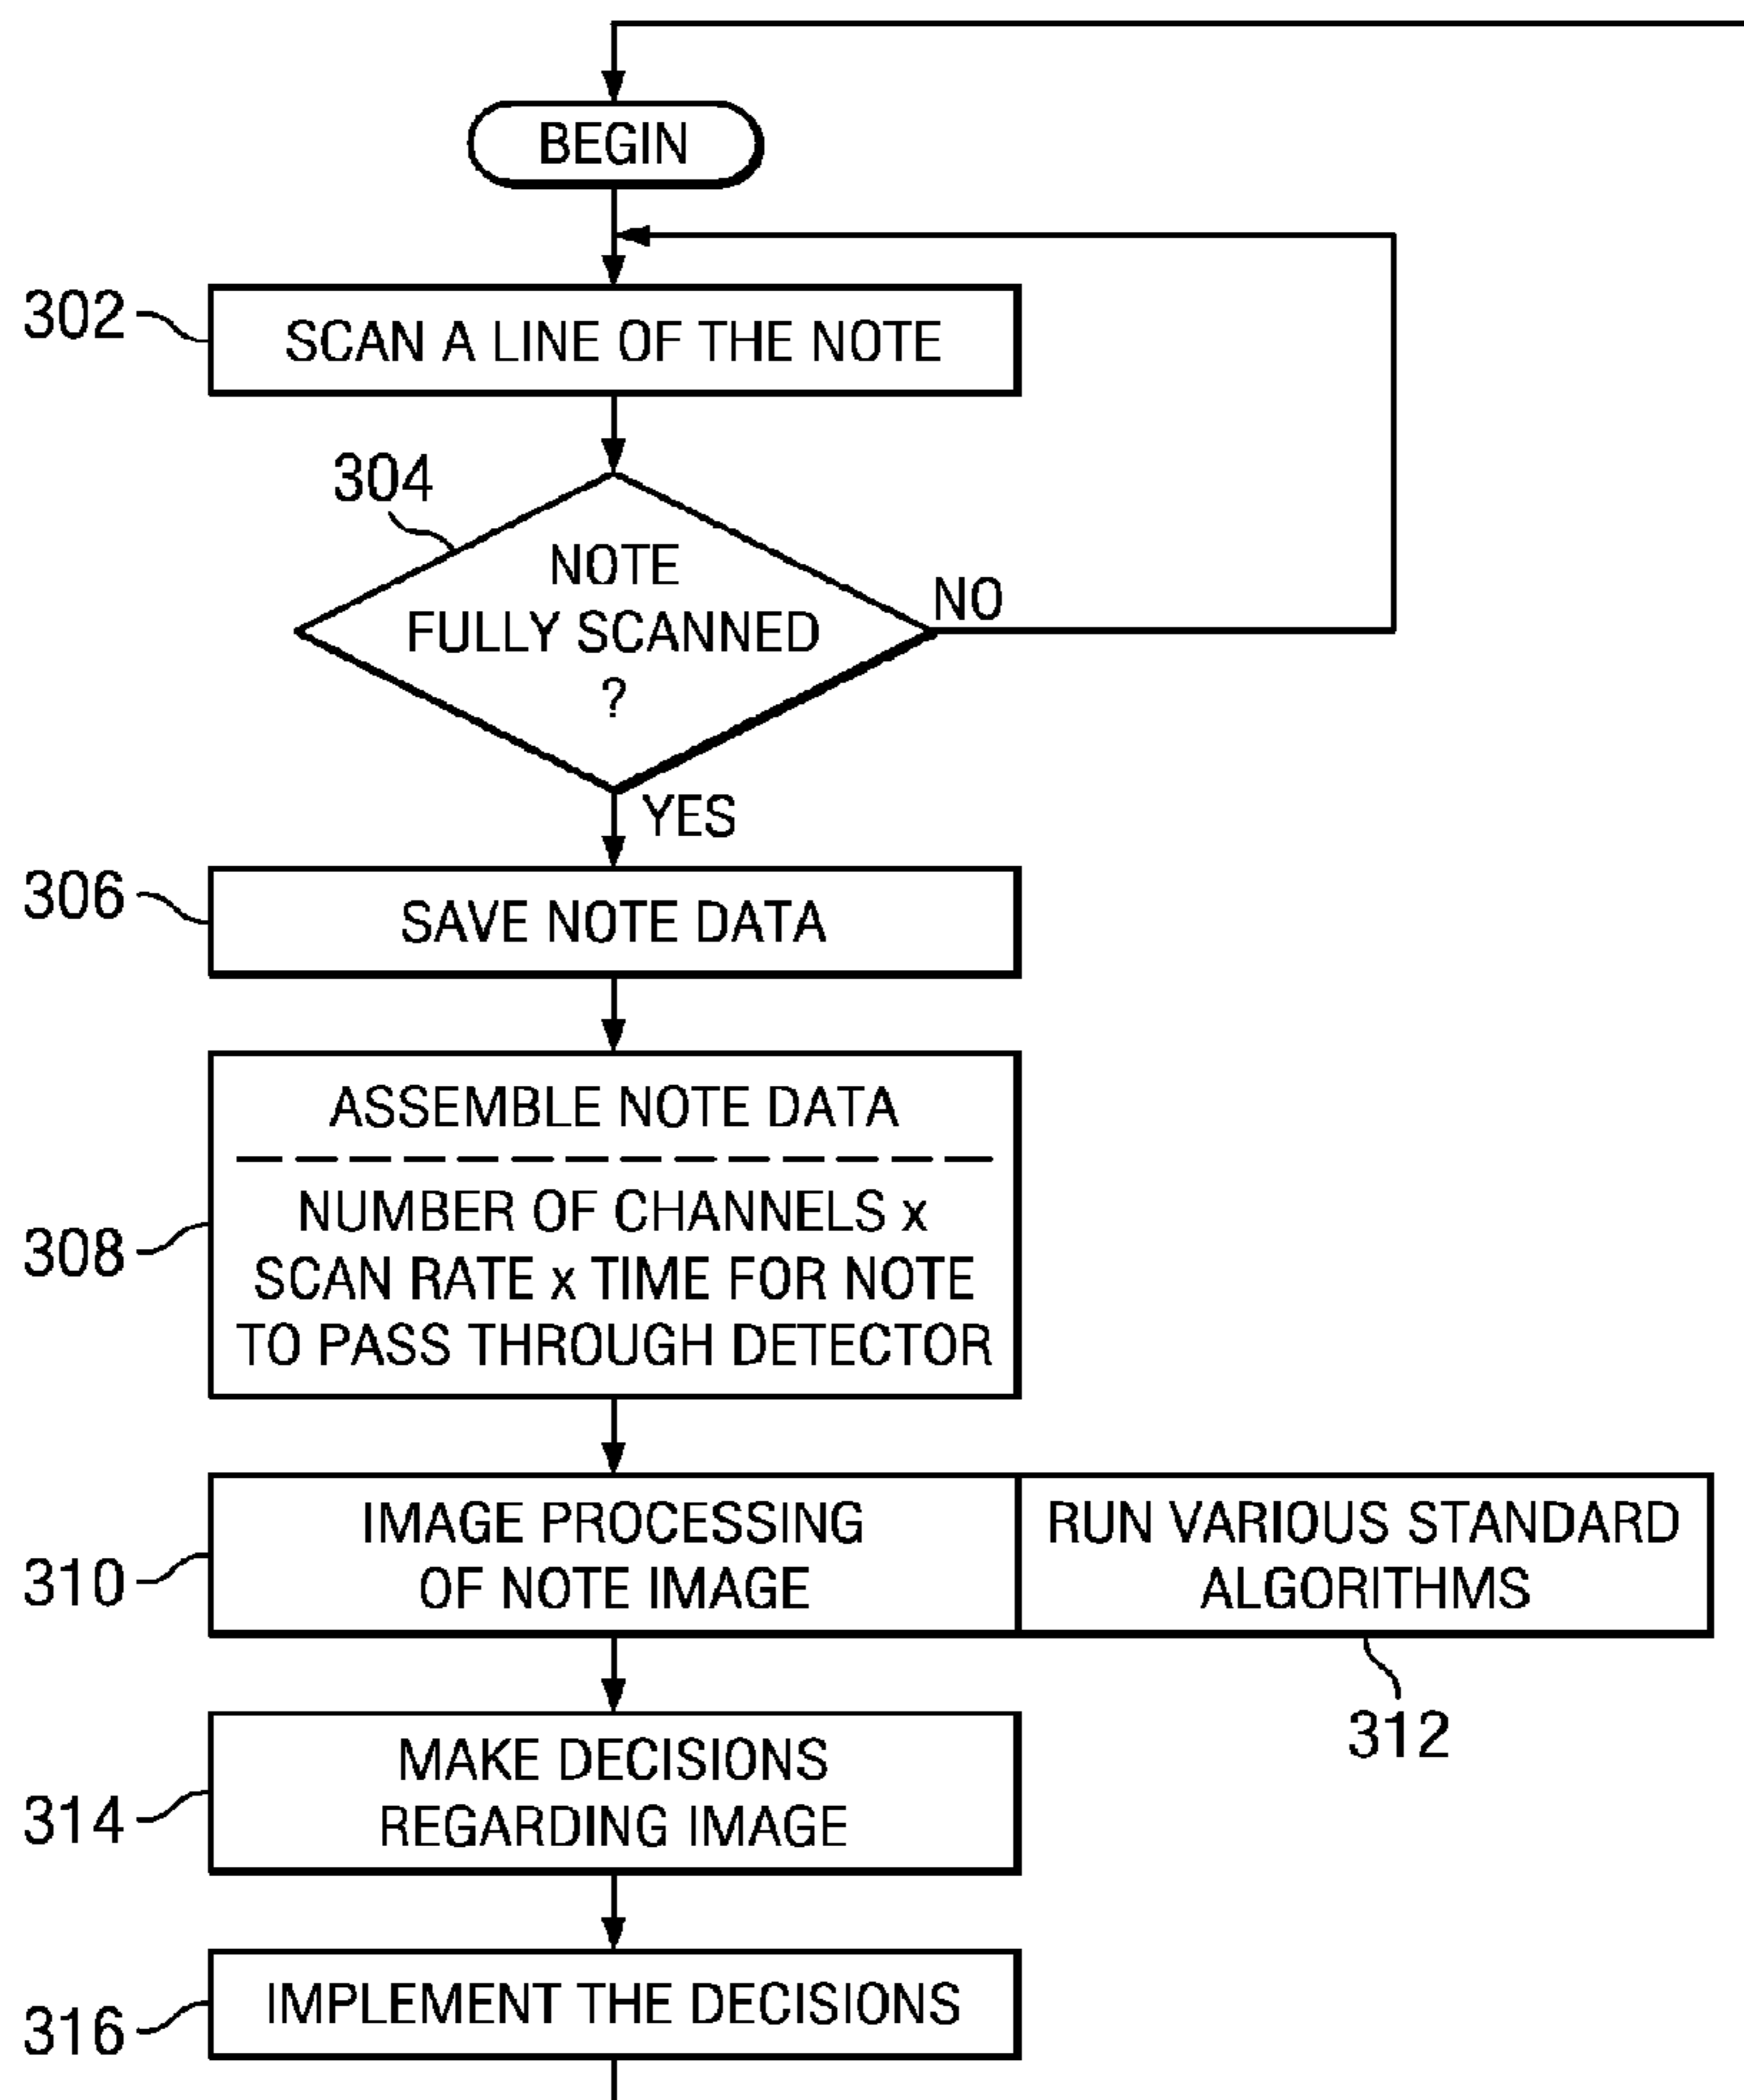 BEGIN
302
SCAN A LINE OF THE NOTE
304
NOTE
FULLY SCANNED
?
NO
YES
306
SAVE NOTE DATA
308
ASSEMBLE NOTE DATA
NUMBER OF CHANNELS x
SCAN RATE x TIME FOR NOTE
TO PASS THROUGH DETECTOR
310
IMAGE PROCESSING
OF NOTE IMAGE
RUN VARIOUS STANDARD
ALGORITHMS
312
314
MAKE DECISIONS
REGARDING IMAGE
316
IMPLEMENT THE DECISIONS